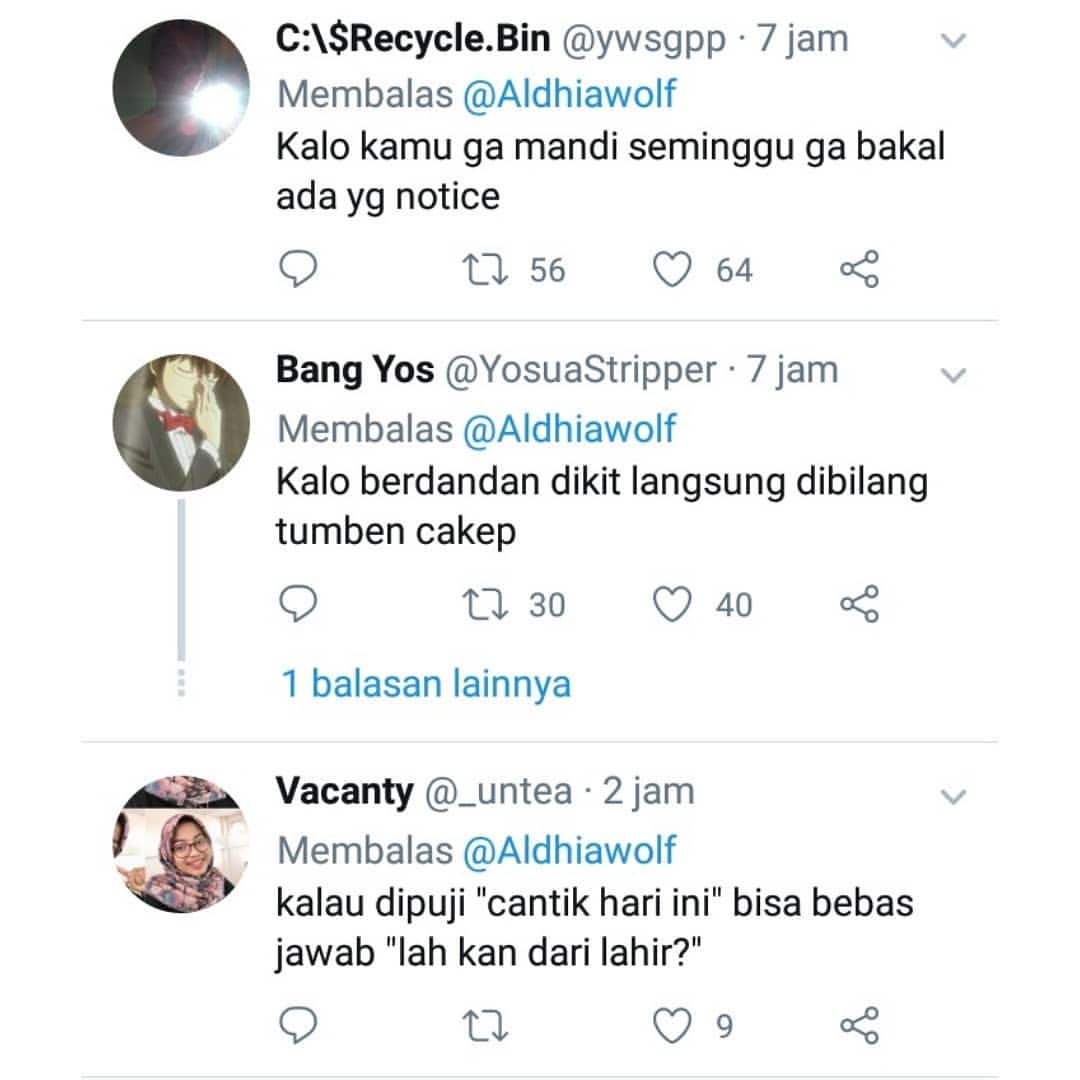 C:\$Recycle.Bin @ywsgpp · 7 jam
Membalas @Aldhiawolf
Kalo kamu ga mandi seminggu ga bakal
ada yg notice
56 64
Bang Yos @YosuaStripper · 7 jam
Membalas @Aldhiawolf
Kalo berdandan dikit langsung dibilang
tumben cakep
30 40
1 balasan lainnya
Vacanty @_untea · 2 jam
Membalas @Aldhiawolf
kalau dipuji "cantik hari ini" bisa bebas
jawab "lah kan dari lahir?"
9